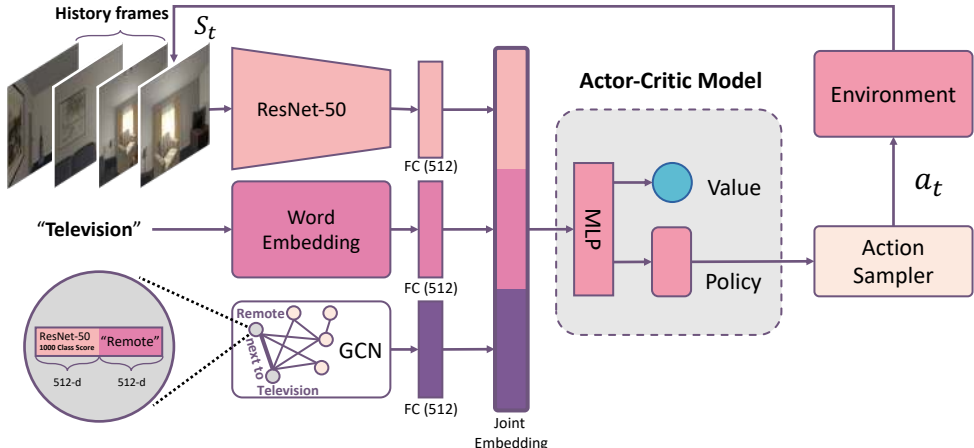 History frames
S_t
ResNet-50
FC (512)
"Television"
Word
Embedding
FC (512)
ResNet-50
1000 Class Score
"Remote"
512-d
512-d
Remote
next to
Television
GCN
FC (512)
Joint
Embedding
Actor-Critic Model
MLP
Value
Policy
Environment
a_t
Action
Sampler